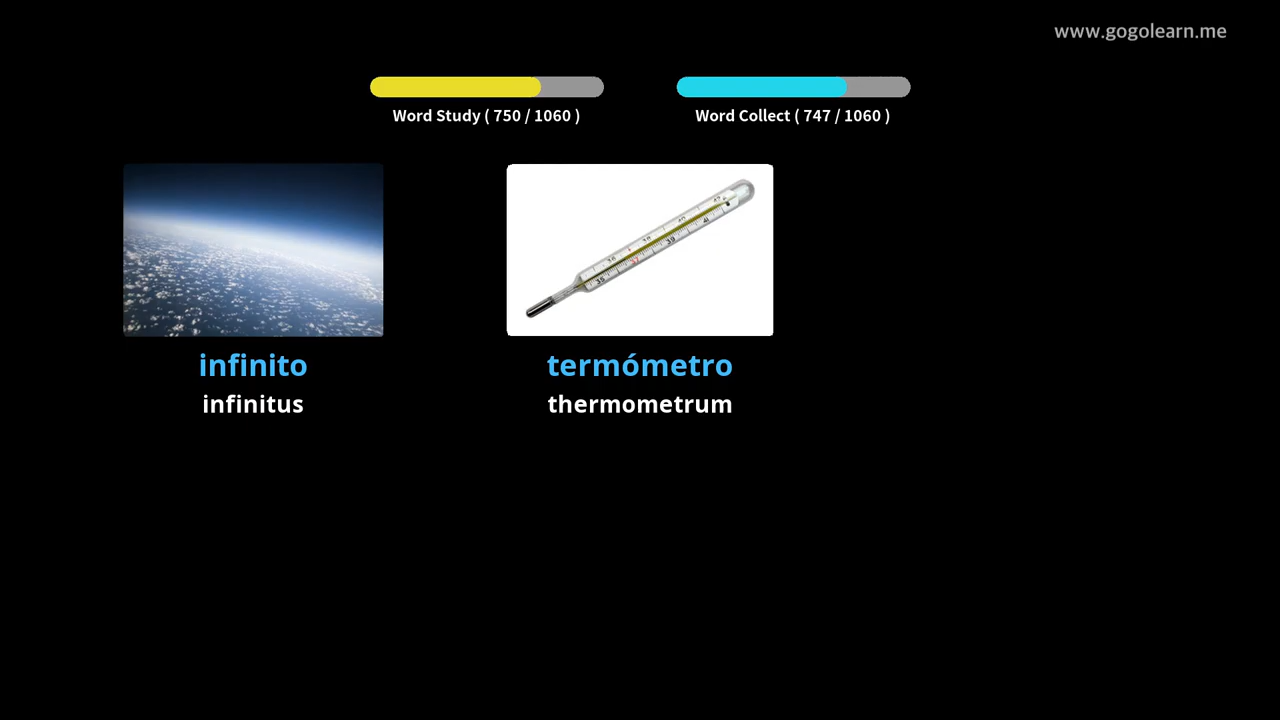 www.gogolearn.me
Word Study ( 750 / 1060 )
Word Collect ( 747 / 1060 )
infinito
infinitus
termómetro
thermometrum